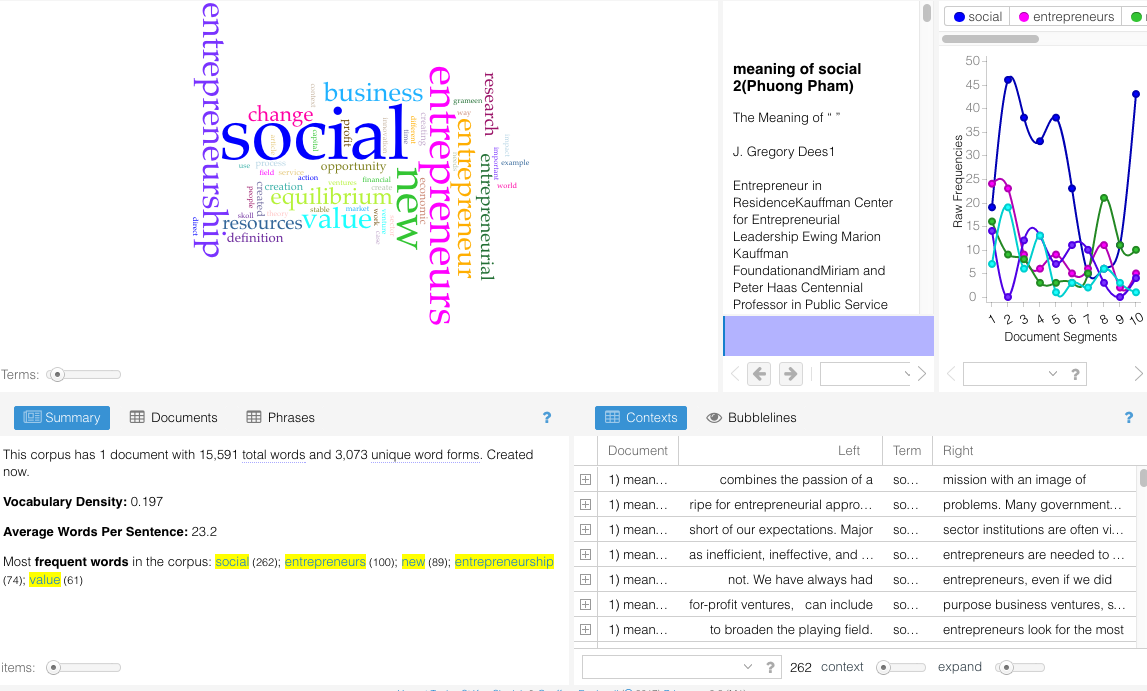 entrepreneurship
social
entrepreneurs
new
business
change
value
equilibrium
entrepreneur
entrepreneurial
research
resources
definition
opportunity
profit
economic
creation
created
process
action
field
service
use
people
skoll
stable
market
work
financial
create
capital
context
time
different
creating
grameen
way
important
impact
example
world
direct
Terms:
meaning of social
2(Phuong Pham)
The Meaning of “ ”
J. Gregory Dees1
Entrepreneur in
ResidenceKauffman Center
for Entrepreneurial
Leadership Ewing Marion
Kauffman
FoundationandMiriam and
Peter Haas Centennial
Professor in Public Service
social entrepreneurs
Raw Frequencies
50
45
40
35
30
25
20
15
10
5
0
1 2 3 4 5 6 7 8 9 10
Document Segments
?
Summary Documents Phrases ?
This corpus has 1 document with 15,591 total words and 3,073 unique word forms. Created
now.
Vocabulary Density: 0.197
Average Words Per Sentence: 23.2
Most frequent words in the corpus: social (262); entrepreneurs (100); new (89); entrepreneurship
(74); value (61)
items:
Contexts Bubblelines ?
Document Left Term Right
1) mean… combines the passion of a so… mission with an image of
1) mean… ripe for entrepreneurial appro… so… problems. Many government…
1) mean… short of our expectations. Major so… sector institutions are often vi…
1) mean… as inefficient, ineffective, and … so… entrepreneurs are needed to …
1) mean… not. We have always had so… entrepreneurs, even if we did
1) mean… for-profit ventures, can include so… purpose business ventures, s…
1) mean… to broaden the playing field. so… entrepreneurs look for the most
? 262 context expand